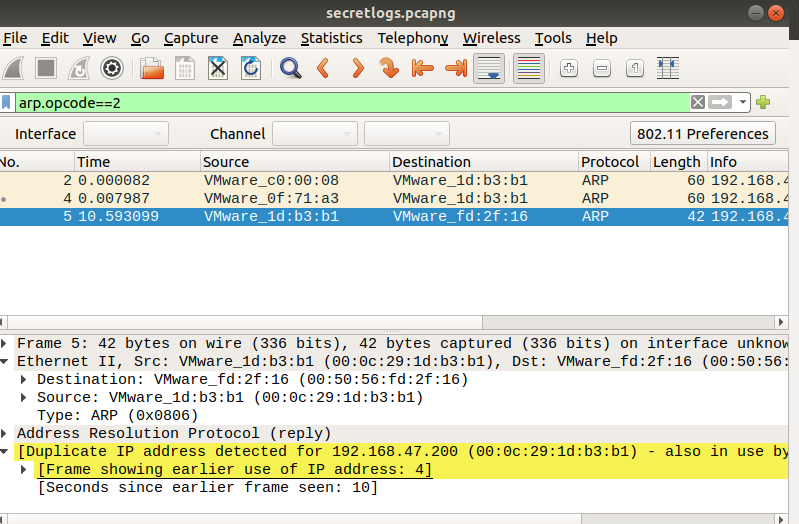 secretlogs.pcapng
File Edit View Go Capture Analyze Statistics Telephony Wireless Tools Help
arp.opcode==2
Interface Channel 802.11 Preferences
No. Time Source Destination Protocol Length Info
2 0.000082 VMware_c0:00:08 VMware_1d:b3:b1 ARP 60 192.168.4
4 0.007987 VMware_0f:71:a3 VMware_1d:b3:b1 ARP 60 192.168.4
5 10.593099 VMware_1d:b3:b1 VMware_fd:2f:16 ARP 42 192.168.4
Frame 5: 42 bytes on wire (336 bits), 42 bytes captured (336 bits) on interface unknow
Ethernet II, Src: VMware_1d:b3:b1 (00:0c:29:1d:b3:b1), Dst: VMware_fd:2f:16 (00:50:56:
Destination: VMware_fd:2f:16 (00:50:56:fd:2f:16)
Source: VMware_1d:b3:b1 (00:0c:29:1d:b3:b1)
Type: ARP (0x0806)
Address Resolution Protocol (reply)
[Duplicate IP address detected for 192.168.47.200 (00:0c:29:1d:b3:b1) - also in use by
[Frame showing earlier use of IP address: 4]
[Seconds since earlier frame seen: 10]